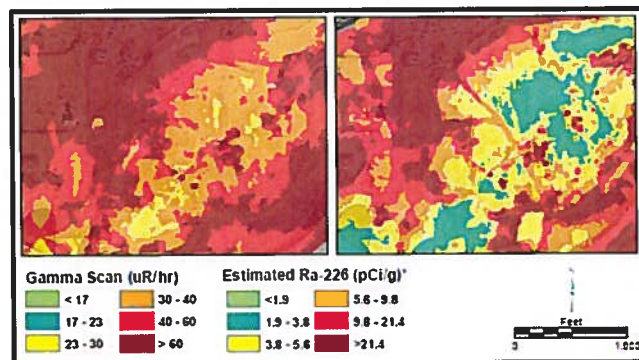 Gamma Scan (uR/hr)
< 17
17 - 23
23 - 30
30 - 40
40 - 60
> 60
Estimated Ra-226 (pCi/g)*
<1.9
1.9 - 3.8
3.8 - 5.6
5.6 - 9.8
9.8 - 21.4
>21.4
Feet
0